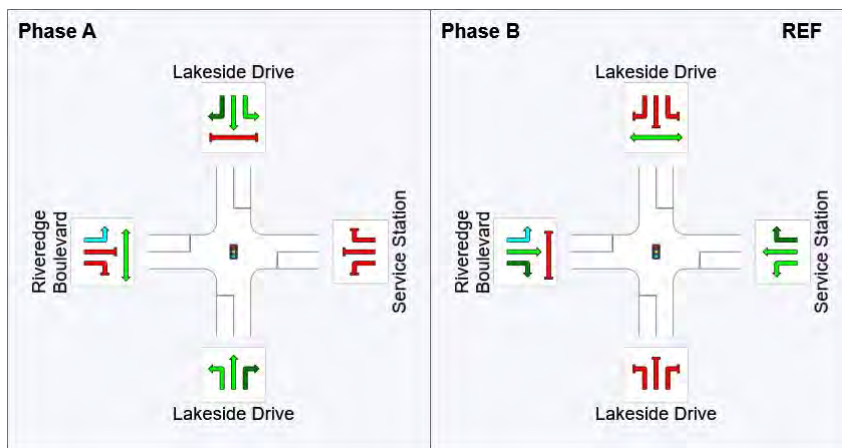 Phase A
Lakeside Drive
Riveredge
Boulevard
Service Station
Lakeside Drive
Phase B
REF
Lakeside Drive
Riveredge
Boulevard
Service Station
Lakeside Drive